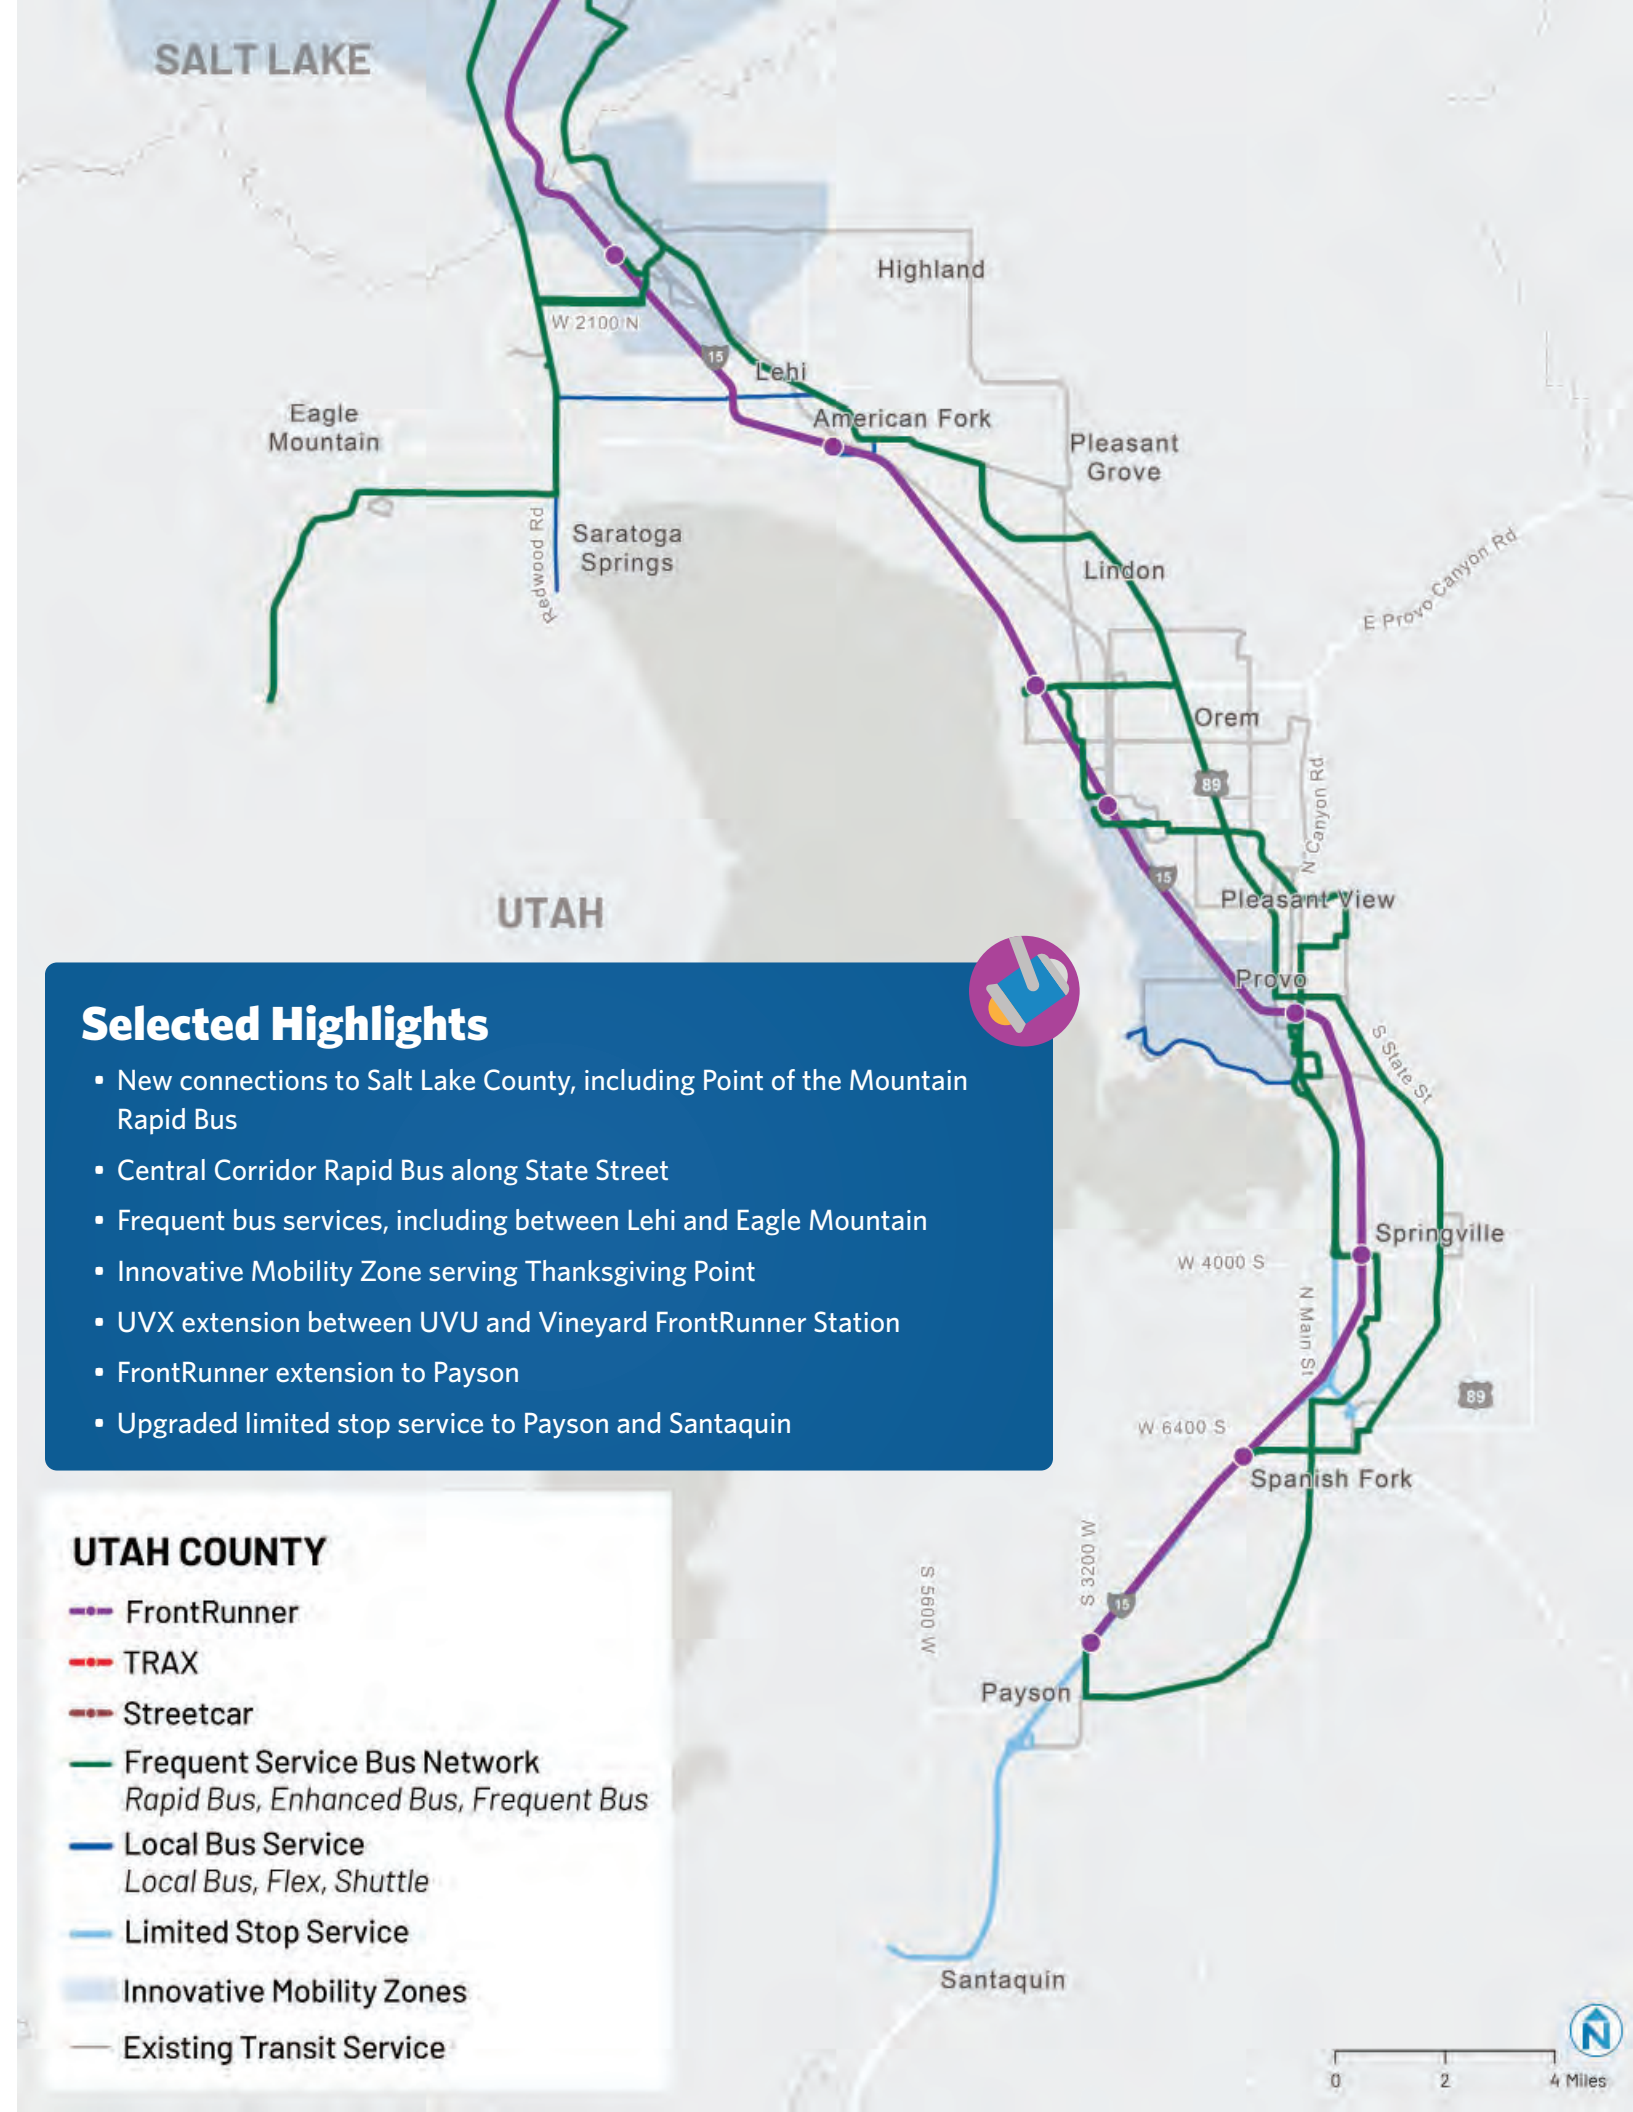 SALT LAKE
Highland
W 2100 N
15
Lehi
Eagle
Mountain
American Fork
Pleasant
Grove
Redwood Rd
Saratoga
Springs
Lindon
E Provo Canyon Rd
Orem
89
N Canyon Rd
15
Pleasant View
UTAH
Provo
S State St
Selected Highlights
• New connections to Salt Lake County, including Point of the Mountain
Rapid Bus
• Central Corridor Rapid Bus along State Street
• Frequent bus services, including between Lehi and Eagle Mountain
• Innovative Mobility Zone serving Thanksgiving Point
• UVX extension between UVU and Vineyard FrontRunner Station
• FrontRunner extension to Payson
• Upgraded limited stop service to Payson and Santaquin
Springville
W 4000 S
N Main St
89
W 6400 S
Spanish Fork
S 3200 W
S 5600 W
15
Payson
Santaquin
UTAH COUNTY
FrontRunner
TRAX
Streetcar
Frequent Service Bus Network
Rapid Bus, Enhanced Bus, Frequent Bus
Local Bus Service
Local Bus, Flex, Shuttle
Limited Stop Service
Innovative Mobility Zones
Existing Transit Service
N
0 2 4 Miles